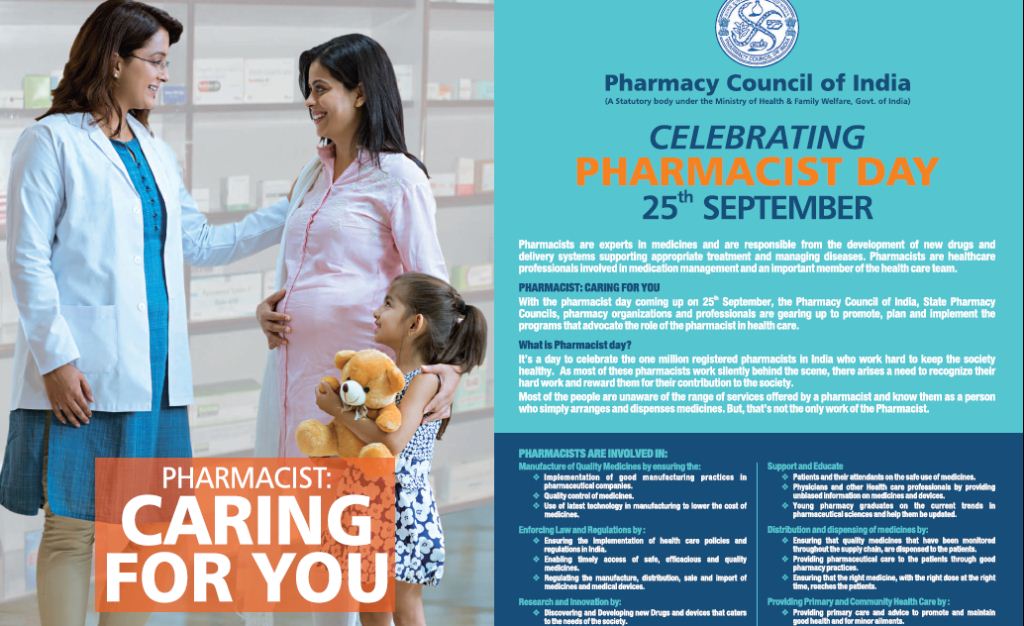 PHARMACIST:
CARING
FOR YOU
PHARMACY COUNCIL OF INDIA
Pharmacy Council of India
(A Statutory body under the Ministry of Health & Family Welfare, Govt. of India)
CELEBRATING
PHARMACIST DAY
25th SEPTEMBER
Pharmacists are experts in medicines and are responsible from the development of new drugs and
delivery systems supporting appropriate treatment and managing diseases. Pharmacists are healthcare
professionals involved in medication management and an important member of the health care team.
PHARMACIST: CARING FOR YOU
With the pharmacist day coming up on 25th September, the Pharmacy Council of India, State Pharmacy
Councils, pharmacy organizations and professionals are gearing up to promote, plan and implement the
programs that advocate the role of the pharmacist in health care.
What is Pharmacist day?
It's a day to celebrate the one million registered pharmacists in India who work hard to keep the society
healthy. As most of these pharmacists work silently behind the scene, there arises a need to recognize their
hard work and reward them for their contribution to the society.
Most of the people are unaware of the range of services offered by a pharmacist and know them as a person
who simply arranges and dispenses medicines. But, that's not the only work of the Pharmacist.
PHARMACISTS ARE INVOLVED IN:
Manufacture of Quality Medicines by ensuring the:
❖ Implementation of good manufacturing practices in
pharmaceutical companies.
❖ Quality control of medicines.
❖ Use of latest technology in manufacturing to lower the cost of
medicines.
Enforcing Law and Regulations by :
❖ Ensuring the implementation of health care policies and
regulations in India.
❖ Enabling timely access of safe, efficacious and quality
medicines.
❖ Regulating the manufacture, distribution, sale and import of
medicines and medical devices.
Research and Innovation by:
❖ Discovering and Developing new Drugs and devices that caters
to the needs of the society.
Support and Educate
❖ Patients and their attendants on the safe use of medicines.
❖ Physicians and other Health care professionals by providing
unbiased information on medicines and devices.
❖ Young pharmacy graduates on the current trends in
pharmaceutical sciences and help them be updated.
Distribution and dispensing of medicines by:
❖ Ensuring that quality medicines that have been monitored
throughout the supply chain, are dispensed to the patients.
❖ Providing pharmaceutical care to the patients through good
pharmacy practices.
❖ Ensuring that the right medicine, with the right dose at the right
time, reaches the patients.
Providing Primary and Community Health Care by :
❖ Providing primary care and advice to promote and maintain
good health and for minor ailments.